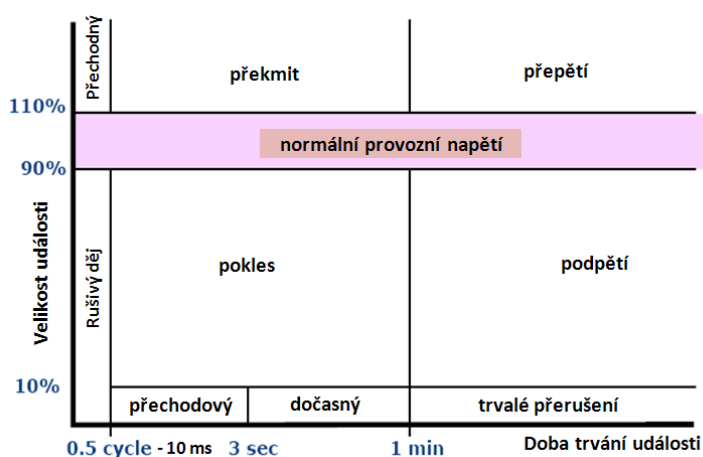 Přechodný
překmit
přepětí
110%
normální provozní napětí
90%
Velikost události
Rušivý děj
pokles
podpětí
10%
přechodový
dočasný
trvalé přerušení
0.5 cycle - 10 ms
3 sec
1 min
Doba trvání události